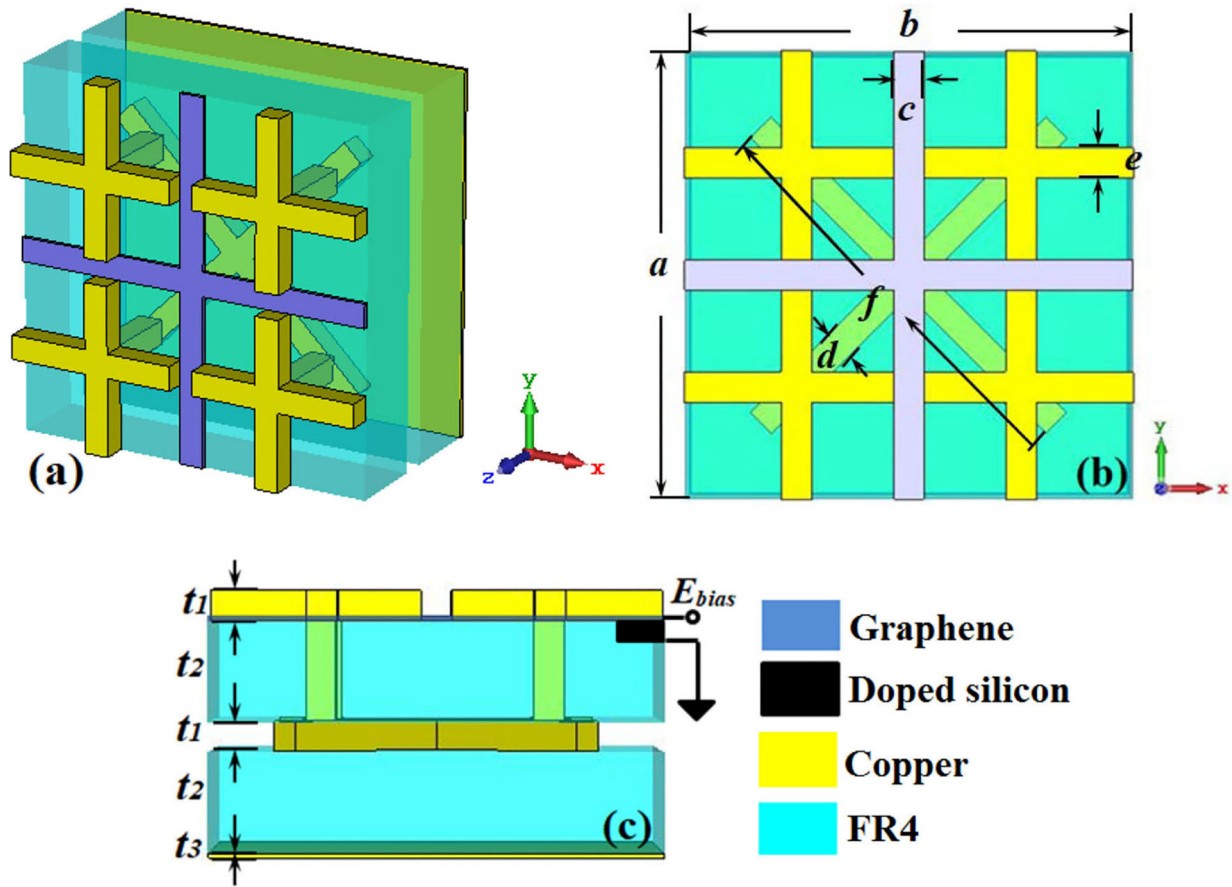 (a)
y
z
x
b
c
e
a
f
d
(b)
y
z
x
t1
Ebias
t2
t1
t2
t3
(c)
Graphene
Doped silicon
Copper
FR4